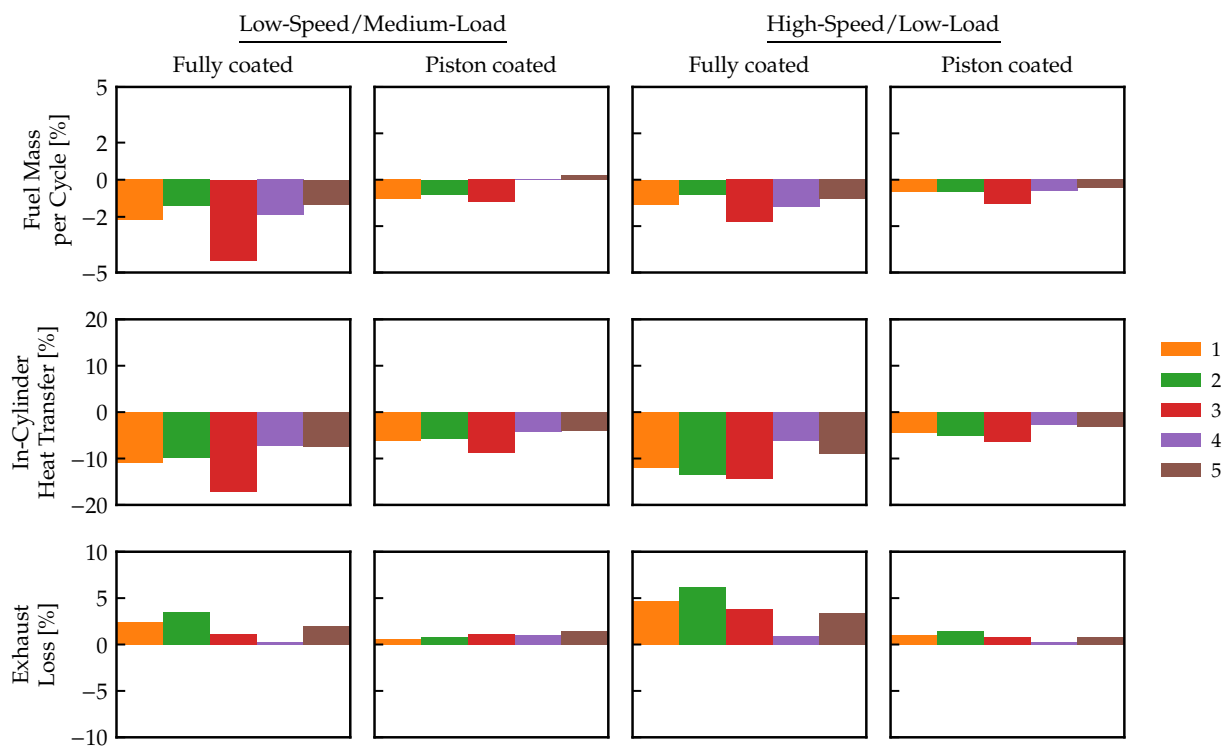 Low-Speed/Medium-Load
High-Speed/Low-Load
Fully coated
Piston coated
Fully coated
Piston coated
Fuel Mass
per Cycle [%]
5
2
0
−2
−5
In-Cylinder
Heat Transfer [%]
20
10
0
−10
−20
Exhaust
Loss [%]
10
5
0
−5
−10
1
2
3
4
5